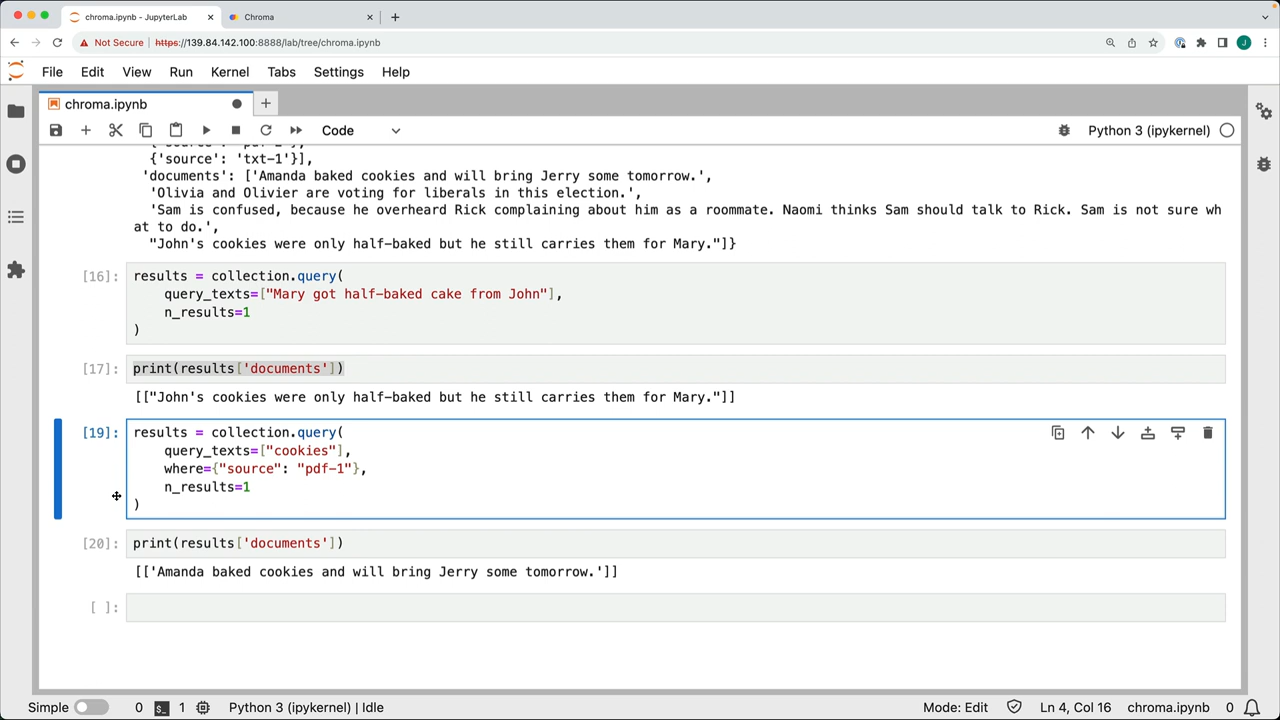 chroma.ipynb - JupyterLab
Chroma
Not Secure
https://139.84.142.100:8888/lab/tree/chroma.ipynb
J
File Edit View Run Kernel Tabs Settings Help
chroma.ipynb
Code
Python 3 (ipykernel)
{'source': 'pdf-2'},
{'source': 'txt-1'}],
'documents': ['Amanda baked cookies and will bring Jerry some tomorrow.',
'Olivia and Olivier are voting for liberals in this election.',
'Sam is confused, because he overheard Rick complaining about him as a roommate. Naomi thinks Sam should talk to Rick. Sam is not sure wh
at to do.',
"John's cookies were only half-baked but he still carries them for Mary."]}
[16]:
results = collection.query(
query_texts=["Mary got half-baked cake from John"],
n_results=1
)
[17]:
print(results['documents'])
[["John's cookies were only half-baked but he still carries them for Mary."]]
[19]:
results = collection.query(
query_texts=["cookies"],
where={"source": "pdf-1"},
n_results=1
)
[20]:
print(results['documents'])
[['Amanda baked cookies and will bring Jerry some tomorrow.']]
[ ]:
Simple 0 1 Python 3 (ipykernel) | Idle Mode: Edit Ln 4, Col 16 chroma.ipynb 0